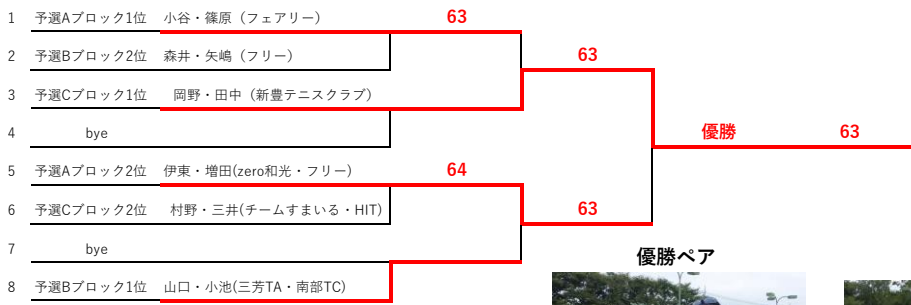 1 予選Aブロック1位 小谷・篠原（フェアリー） 63
2 予選Bブロック2位 森井・矢嶋（フリー） 63
3 予選Cブロック1位 岡野・田中（新豊テニスクラブ）
4 bye 優勝 63
5 予選Aブロック2位 伊東・増田(zero和光・フリー) 64
6 予選Cブロック2位 村野・三井(チームすまいる・HIT) 63
7 bye 優勝ペア
8 予選Bブロック1位 山口・小池(三芳TA・南部TC)